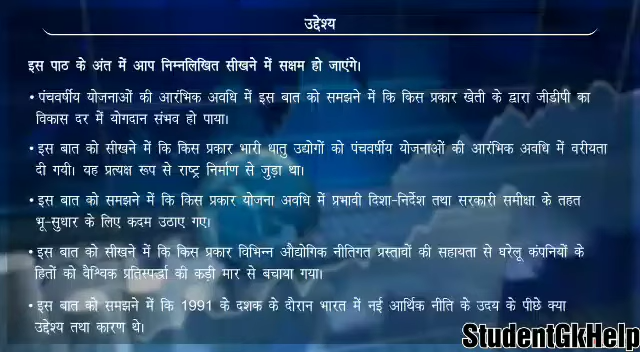 उद्देश्य
इस पाठ के अंत में आप निम्नलिखित सीखने में सक्षम हो जाएंगे।
• पंचवर्षीय योजनाओं की आरंभिक अवधि में इस बात को समझने में कि किस प्रकार खेती के द्वारा जीडीपी का
विकास दर में योगदान संभव हो पाया।
• इस बात को सीखने में कि किस प्रकार भारी धातु उद्योगों को पंचवर्षीय योजनाओं की आरंभिक अवधि में वरीयता
दी गयी। यह प्रत्यक्ष रूप से राष्ट्र निर्माण से जुड़ा था।
• इस बात को समझने में कि किस प्रकार योजना अवधि में प्रभावी दिशा-निर्देश तथा सरकारी समीक्षा के तहत
भू-सुधार के लिए कदम उठाए गए।
• इस बात को सीखने में कि किस प्रकार विभिन्न औद्योगिक नीतिगत प्रस्तावों की सहायता से घरेलू कंपनियों के
हितों को वैश्विक प्रतिस्पर्द्धा की कड़ी मार से बचाया गया।
• इस बात को समझने में कि 1991 के दशक के दौरान भारत में नई आर्थिक नीति के उदय के पीछे क्या
उद्देश्य तथा कारण थे।
StudentGkHelp